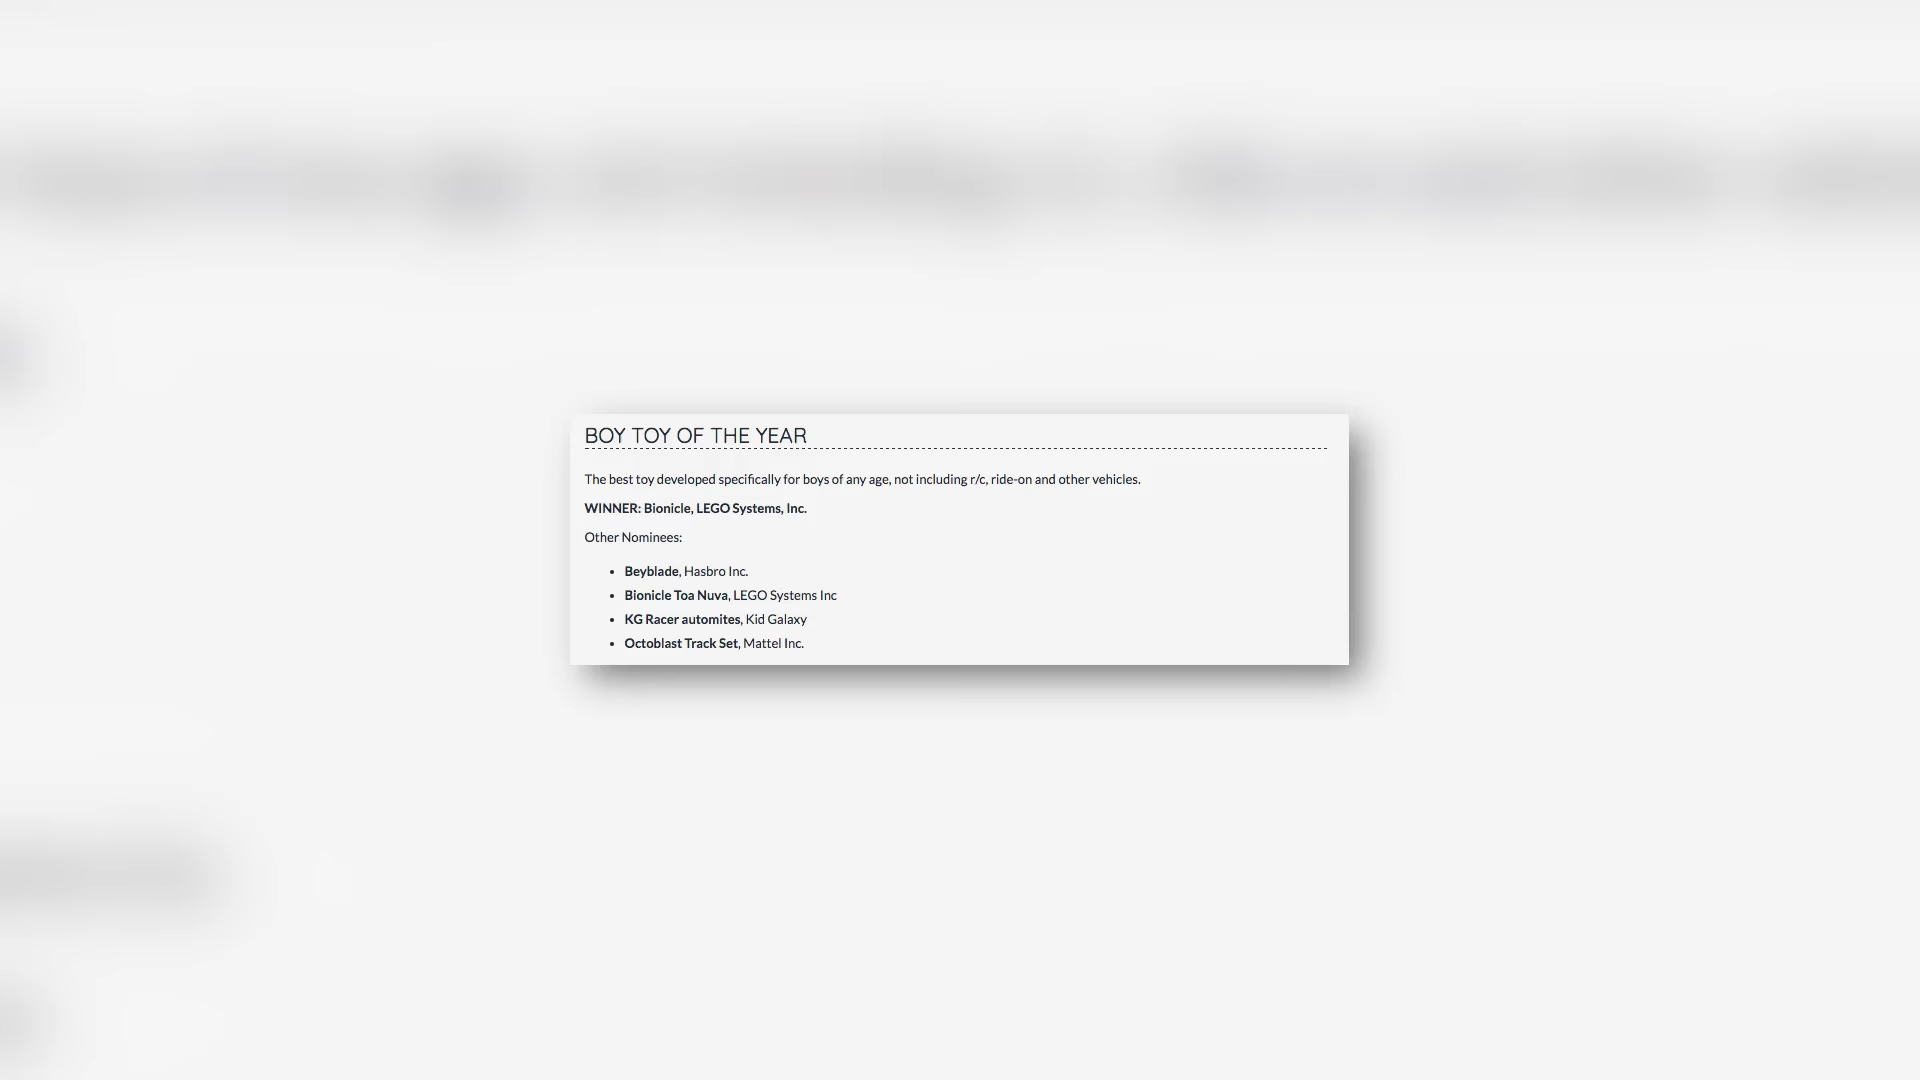 BOY TOY OF THE YEAR
The best toy developed specifically for boys of any age, not including r/c, ride-on and other vehicles.
WINNER: Bionicle, LEGO Systems, Inc.
Other Nominees:
• Beyblade, Hasbro Inc.
• Bionicle Toa Nuva, LEGO Systems Inc
• KG Racer automites, Kid Galaxy
• Octoblast Track Set, Mattel Inc.